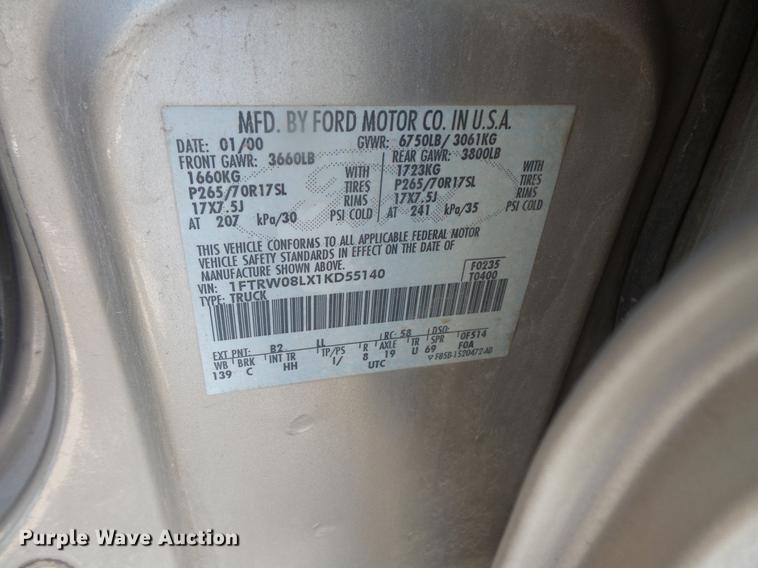 MFD. BY FORD MOTOR CO. IN U.S.A.
DATE: 01/00 GVWR: 6750LB/ 3061KG
FRONT GAWR: 3660LB REAR GAWR: 3800LB
1660KG WITH 1723KG WITH
P265/70R17SL TIRES P265/70R17SL TIRES
17X7.5J RIMS 17X7.5J RIMS
AT 207 kPa/30 PSI COLD AT 241 kPa/35 PSI COLD
THIS VEHICLE CONFORMS TO ALL APPLICABLE FEDERAL MOTOR
VEHICLE SAFETY STANDARDS IN EFFECT ON THE DATE OF
MANUFACTURE SHOWN ABOVE.
VIN: 1FTRW08LX1KD55140 F0235
TYPE: TRUCK T0400
EXT PNT: B2 LL RC: 58 DSO: OF514
WB BRK INT TR TP/PS R AXLE TR SPR F0A
139 C HH 1/ 8 19 U 69
UTC F85B-1520472-AB
Purple Wave Auction